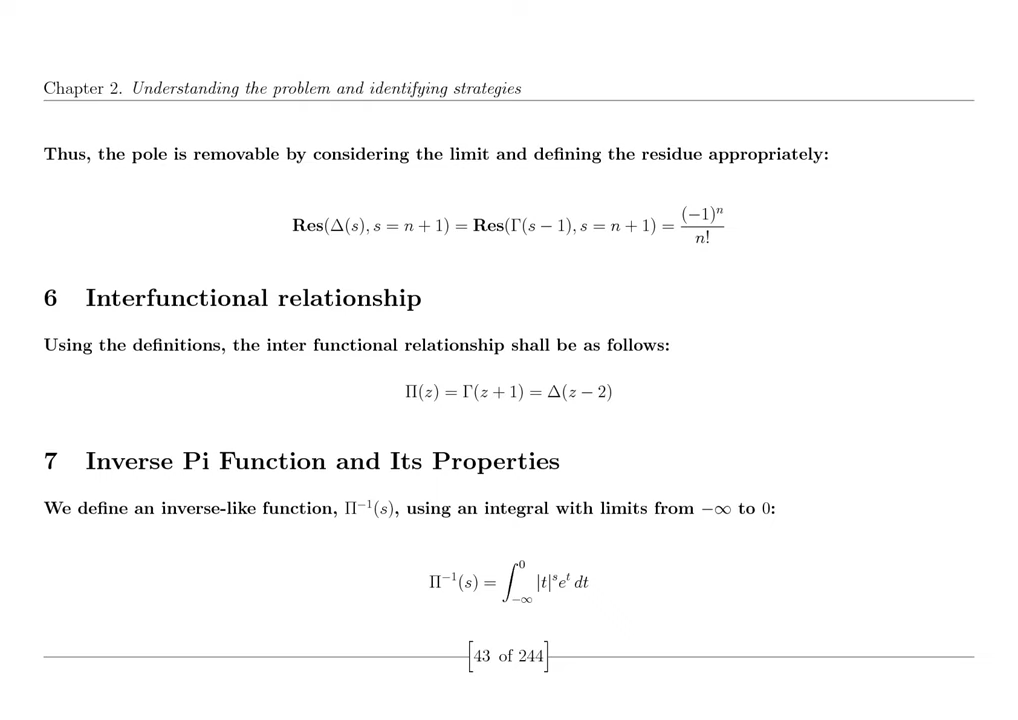 Chapter 2. Understanding the problem and identifying strategies
Thus, the pole is removable by considering the limit and defining the residue appropriately:
Res(Δ(s), s = n + 1) = Res(Γ(s − 1), s = n + 1) = (−1)ⁿ / n!
6 Interfunctional relationship
Using the definitions, the inter functional relationship shall be as follows:
Π(z) = Γ(z + 1) = Δ(z − 2)
7 Inverse Pi Function and Its Properties
We define an inverse-like function, Π⁻¹(s), using an integral with limits from −∞ to 0:
Π⁻¹(s) = ∫₋∞⁰ |t|ˢeᵗ dt
[43 of 244]